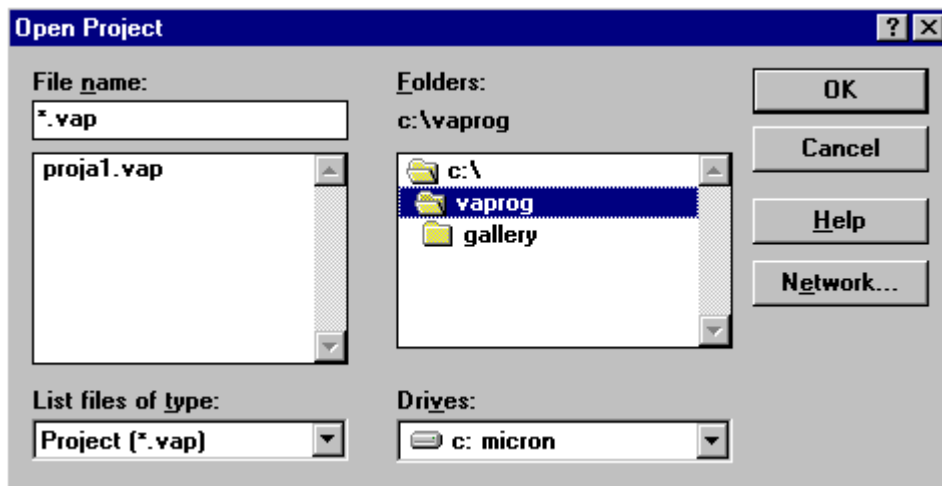 Open Project
File name:
*.vap
proja1.vap
List files of type:
Project (*.vap)
Folders:
c:\vaprog
c:\
vaprog
gallery
Drives:
c: micron
OK
Cancel
Help
Network...